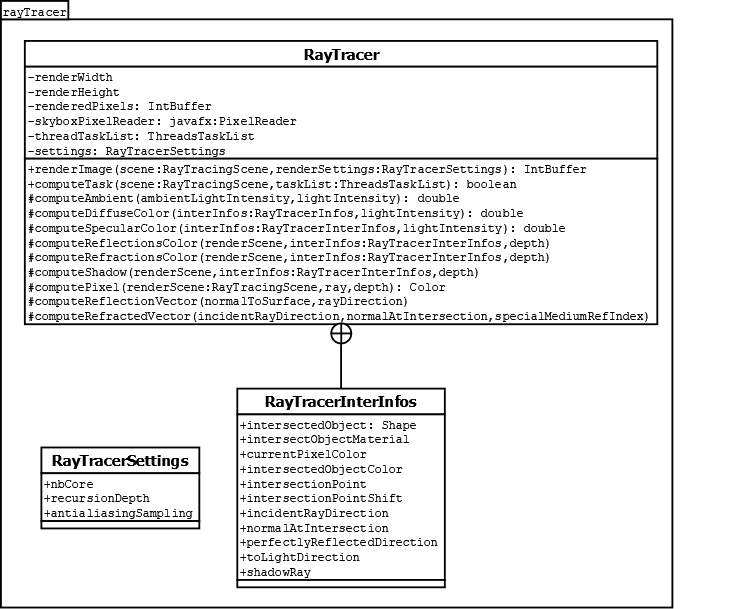 rayTracer
RayTracer
-renderWidth
-renderHeight
-renderedPixels: IntBuffer
-skyboxPixelReader: javafx:PixelReader
-threadTaskList: ThreadsTaskList
-settings: RayTracerSettings
+renderImage(scene:RayTracingScene,renderSettings:RayTracerSettings): IntBuffer
+computeTask(scene:RayTracingScene,taskList:ThreadsTaskList): boolean
#computeAmbient(ambientLightIntensity,lightIntensity): double
#computeDiffuseColor(interInfos:RayTracerInfos,lightIntensity): double
#computeSpecularColor(interInfos:RayTracerInterInfos,lightIntensity): double
#computeReflectionsColor(renderScene,interInfos:RayTracerInterInfos,depth)
#computeRefractionsColor(renderScene,interInfos:RayTracerInterInfos,depth)
#computeShadow(renderScene,interInfos:RayTracerInterInfos,depth)
#computePixel(renderScene:RayTracingScene,ray,depth): Color
#computeReflectionVector(normalToSurface,rayDirection)
#computeRefractedVector(incidentRayDirection,normalAtIntersection,specialMediumRefIndex)
RayTracerInterInfos
+intersectedObject: Shape
+intersectObjectMaterial
+currentPixelColor
+intersectedObjectColor
+intersectionPoint
+intersectionPointShift
+incidentRayDirection
+normalAtIntersection
+perfectlyReflectedDirection
+toLightDirection
+shadowRay
RayTracerSettings
+nbCore
+recursionDepth
+antialiasingSampling